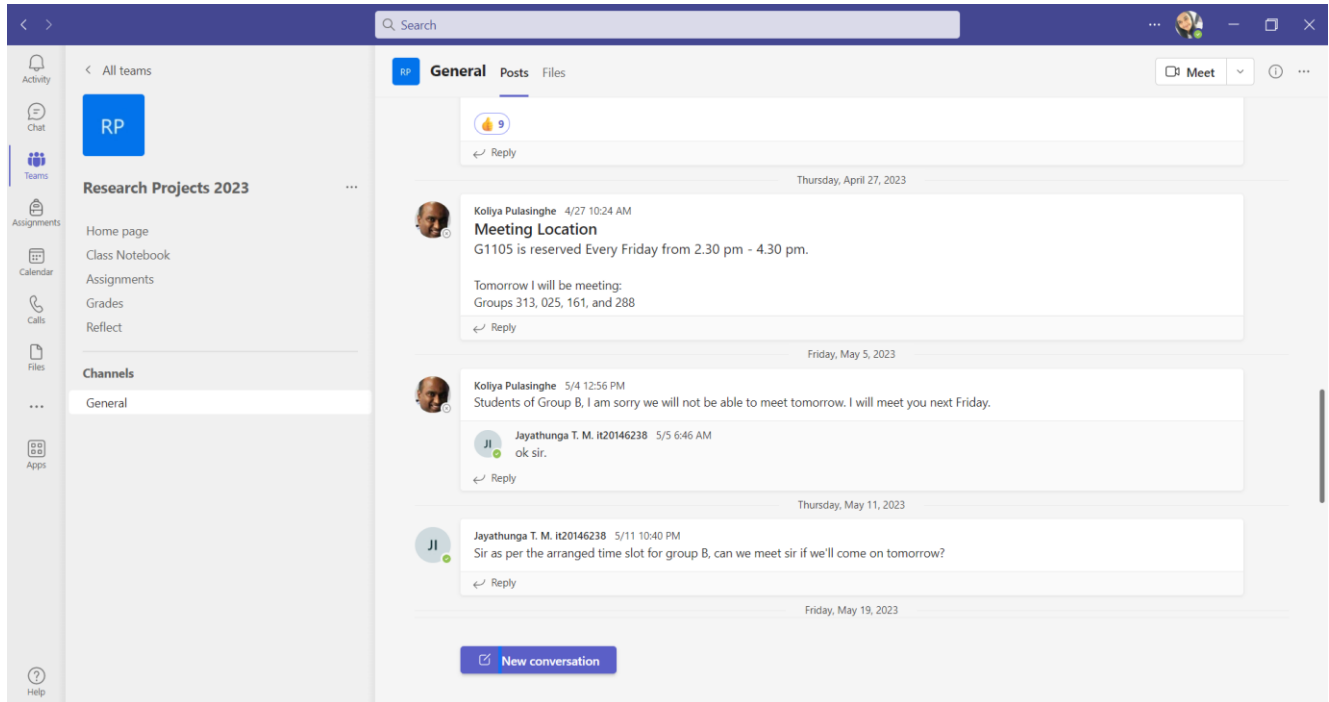 Search
...
Activity
Chat
Teams
Assignments
Calendar
Calls
Files
...
Apps
Help
All teams
RP
Research Projects 2023
...
Home page
Class Notebook
Assignments
Grades
Reflect
Channels
General
RP
General Posts Files
Meet
...
9
Reply
Thursday, April 27, 2023
Koliya Pulasinghe 4/27 10:24 AM
Meeting Location
G1105 is reserved Every Friday from 2.30 pm - 4.30 pm.
Tomorrow I will be meeting:
Groups 313, 025, 161, and 288
Reply
Friday, May 5, 2023
Koliya Pulasinghe 5/4 12:56 PM
Students of Group B, I am sorry we will not be able to meet tomorrow. I will meet you next Friday.
JI
Jayathunga T. M. it20146238 5/5 6:46 AM
ok sir.
Reply
Thursday, May 11, 2023
JI
Jayathunga T. M. it20146238 5/11 10:40 PM
Sir as per the arranged time slot for group B, can we meet sir if we'll come on tomorrow?
Reply
Friday, May 19, 2023
New conversation